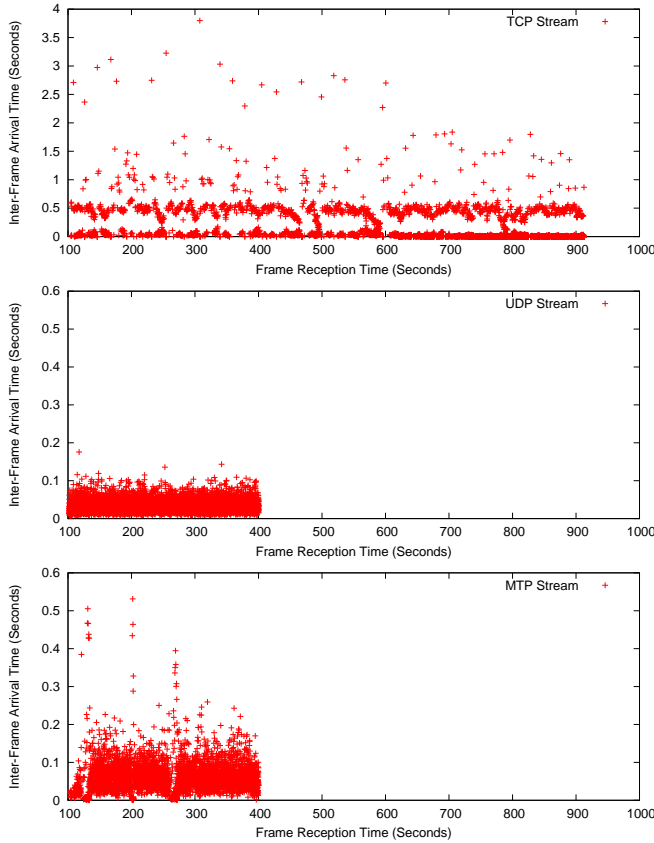 4
TCP Stream
3.5
3
2.5
2
1.5
1
0.5
0
Inter-Frame Arrival Time (Seconds)
100 200 300 400 500 600 700 800 900 1000
Frame Reception Time (Seconds)
0.6
UDP Stream
0.5
0.4
0.3
0.2
0.1
0
Inter-Frame Arrival Time (Seconds)
100 200 300 400 500 600 700 800 900 1000
Frame Reception Time (Seconds)
0.6
MTP Stream
0.5
0.4
0.3
0.2
0.1
0
Inter-Frame Arrival Time (Seconds)
100 200 300 400 500 600 700 800 900 1000
Frame Reception Time (Seconds)